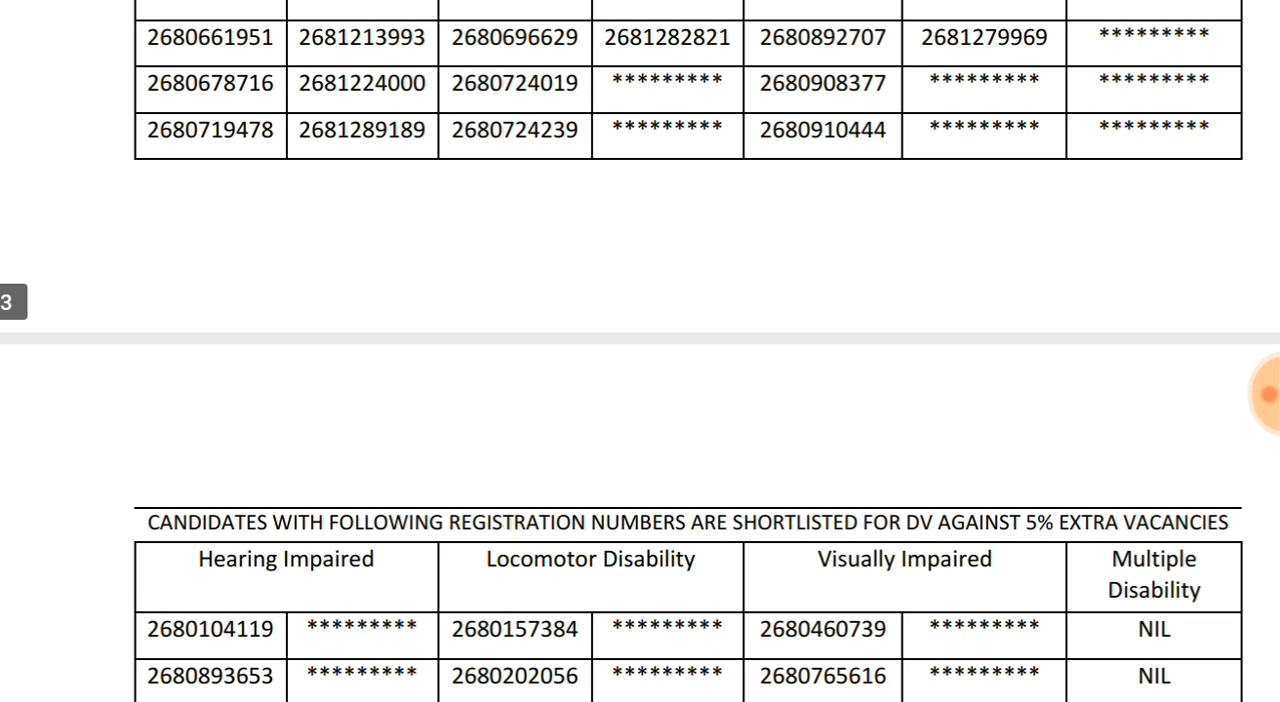 2680661951 2681213993 2680696629 2681282821 2680892707 2681279969 *********
2680678716 2681224000 2680724019 ********* 2680908377 ********* *********
2680719478 2681289189 2680724239 ********* 2680910444 ********* *********
3
CANDIDATES WITH FOLLOWING REGISTRATION NUMBERS ARE SHORTLISTED FOR DV AGAINST 5% EXTRA VACANCIES
Hearing Impaired Locomotor Disability Visually Impaired Multiple
Disability
2680104119 ********* 2680157384 ********* 2680460739 ********* NIL
2680893653 ********* 2680202056 ********* 2680765616 ********* NIL